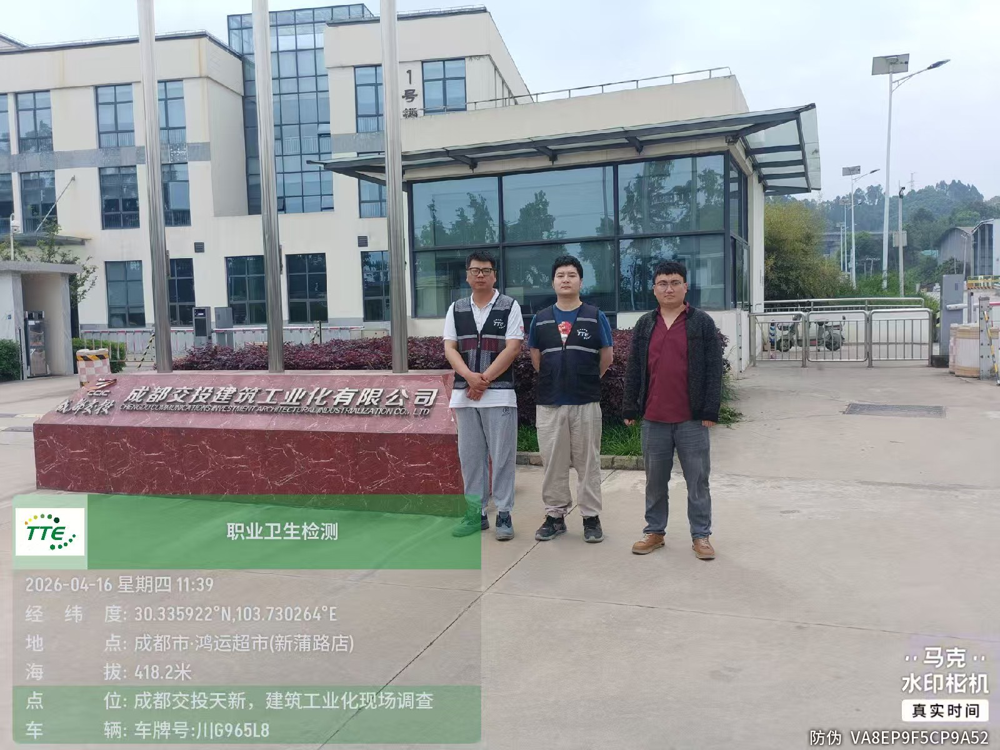 1号楼
TTE
TTE
CCIC
成都交投
成都交投建筑工业化有限公司
CHENGDU COMMUNICATIONS INVESTMENT ARCHITECTURAL INDUSTRIALIZATION CO., LTD
TTE
职业卫生检测
2026-04-16 星期四 11:39
经纬度: 30.335922°N,103.730264°E
地点: 成都市·鸿运超市(新蒲路店)
海拔: 418.2米
点位: 成都交投天新，建筑工业化现场调查
车辆: 车牌号:川G965L8
马克
水印相机
真实时间
防伪 VA8EP9F5CP9A52